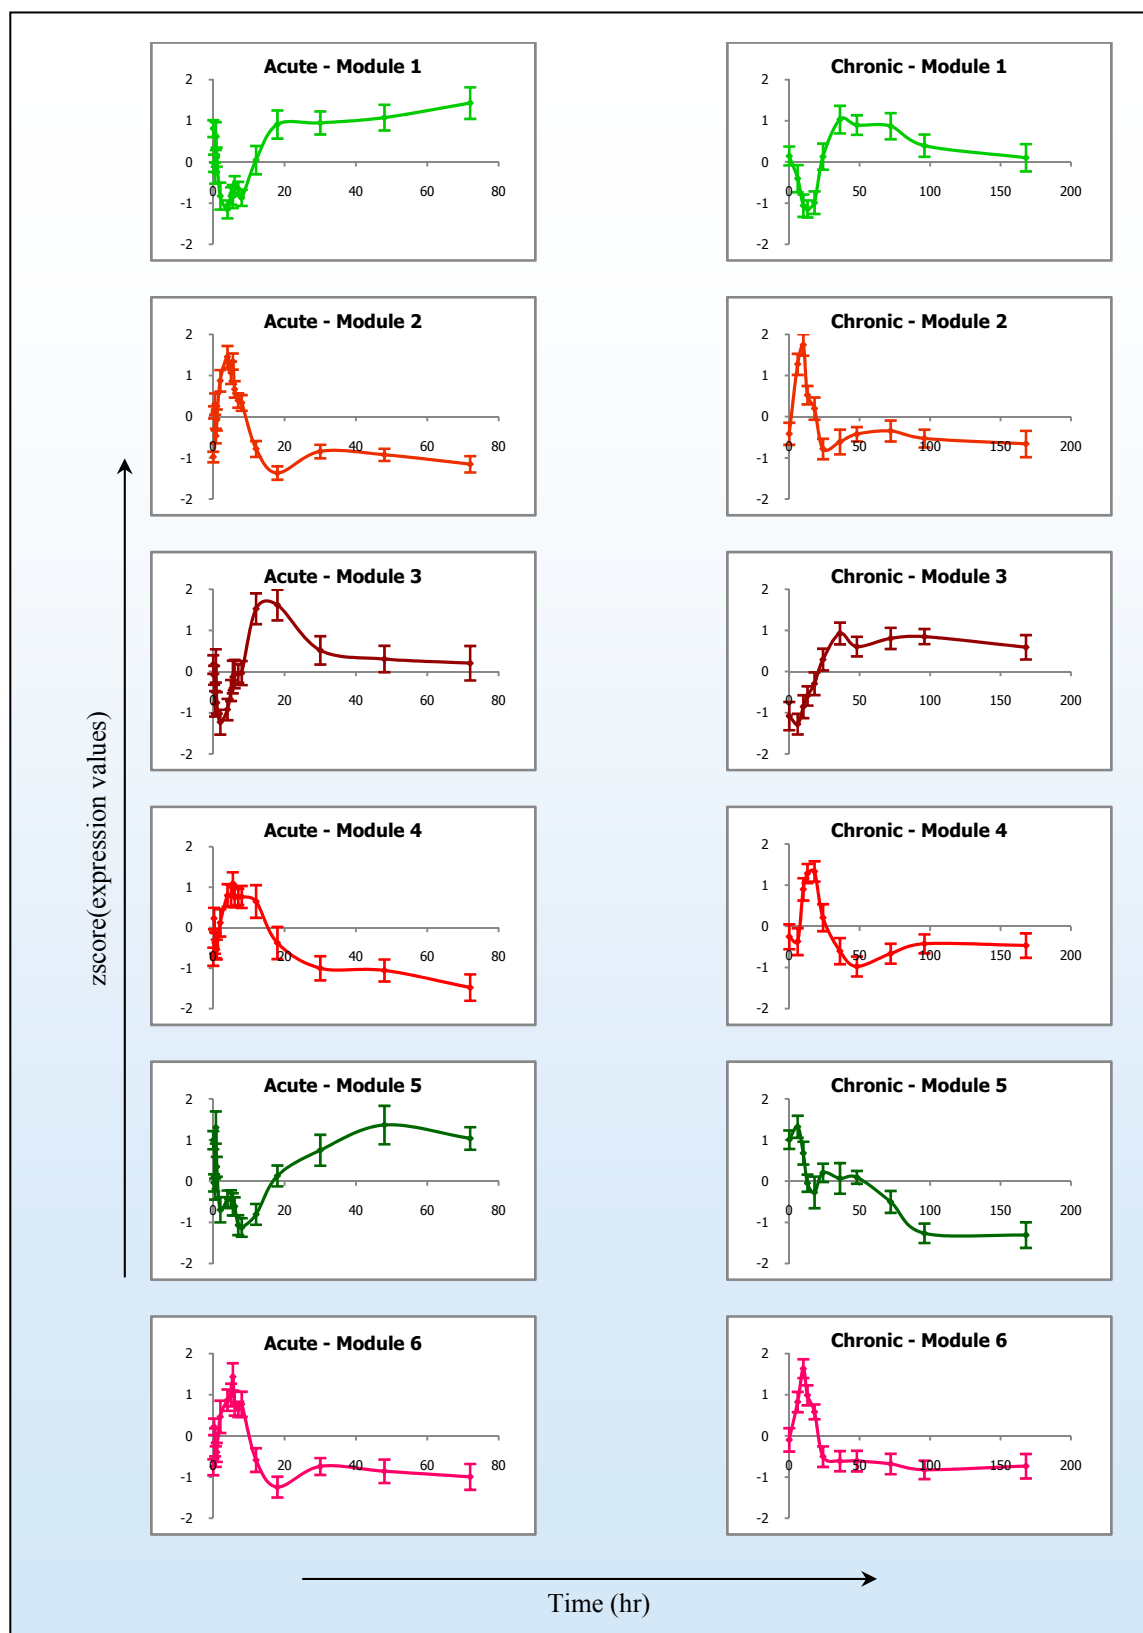 Acute - Module 1
2
1
0
-1
-2
0 20 40 60 80
Chronic - Module 1
2
1
0
-1
-2
0 50 100 150 200
Acute - Module 2
2
1
0
-1
-2
0 20 40 60 80
Chronic - Module 2
2
1
0
-1
-2
0 50 100 150 200
Acute - Module 3
2
1
0
-1
-2
0 20 40 60 80
Chronic - Module 3
2
1
0
-1
-2
0 50 100 150 200
Acute - Module 4
2
1
0
-1
-2
0 20 40 60 80
Chronic - Module 4
2
1
0
-1
-2
0 50 100 150 200
Acute - Module 5
2
1
0
-1
-2
0 20 40 60 80
Chronic - Module 5
2
1
0
-1
-2
0 50 100 150 200
Acute - Module 6
2
1
0
-1
-2
0 20 40 60 80
Chronic - Module 6
2
1
0
-1
-2
0 50 100 150 200
zscore(expression values)
Time (hr)